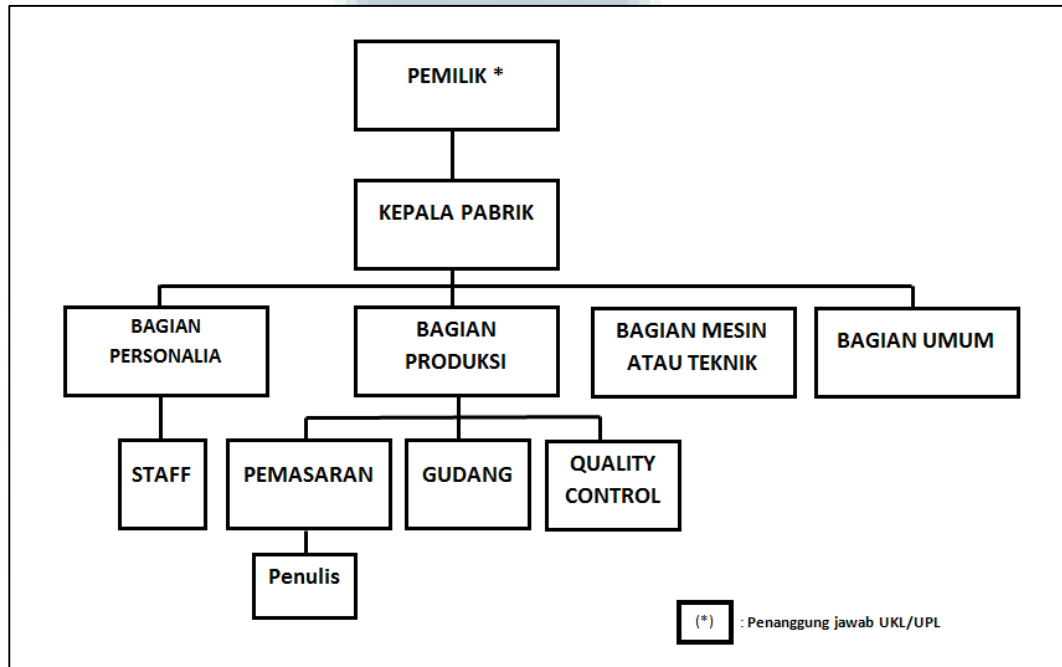 PEMILIK *
KEPALA PABRIK
BAGIAN
PERSONALIA
BAGIAN
PRODUKSI
BAGIAN MESIN
ATAU TEKNIK
BAGIAN UMUM
STAFF
PEMASARAN
GUDANG
QUALITY
CONTROL
Penulis
(*) : Penanggung jawab UKL/UPL